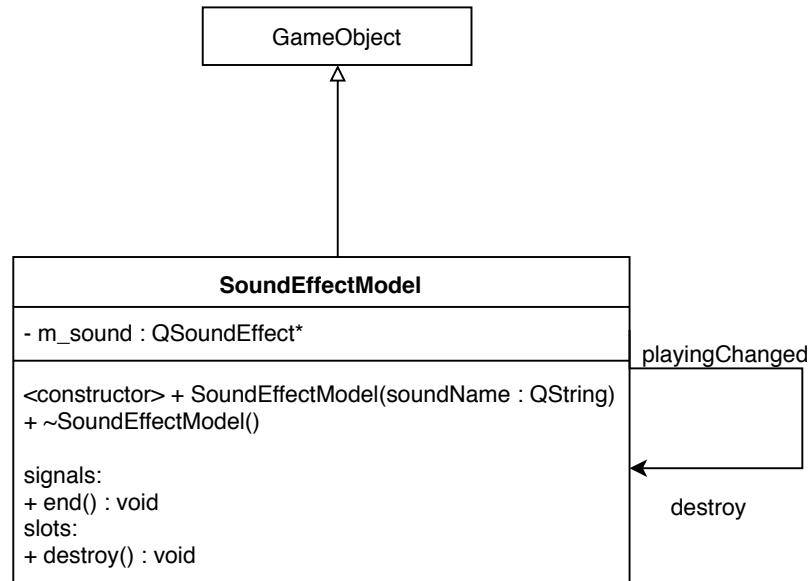 GameObject
SoundEffectModel
- m_sound : QSoundEffect*
playingChanged
<constructor> + SoundEffectModel(soundName : QString)
+ ~SoundEffectModel()
signals:
+ end() : void
slots:
+ destroy() : void
destroy